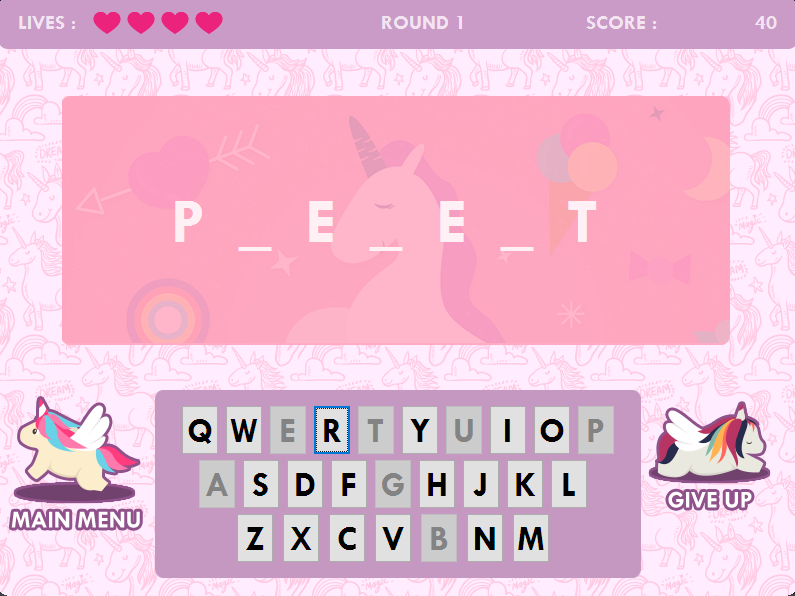 LIVES :
ROUND 1
SCORE : 40
P _ E _ E _ T
Q W E R T Y U I O P
A S D F G H J K L
Z X C V B N M
MAIN MENU
GIVE UP